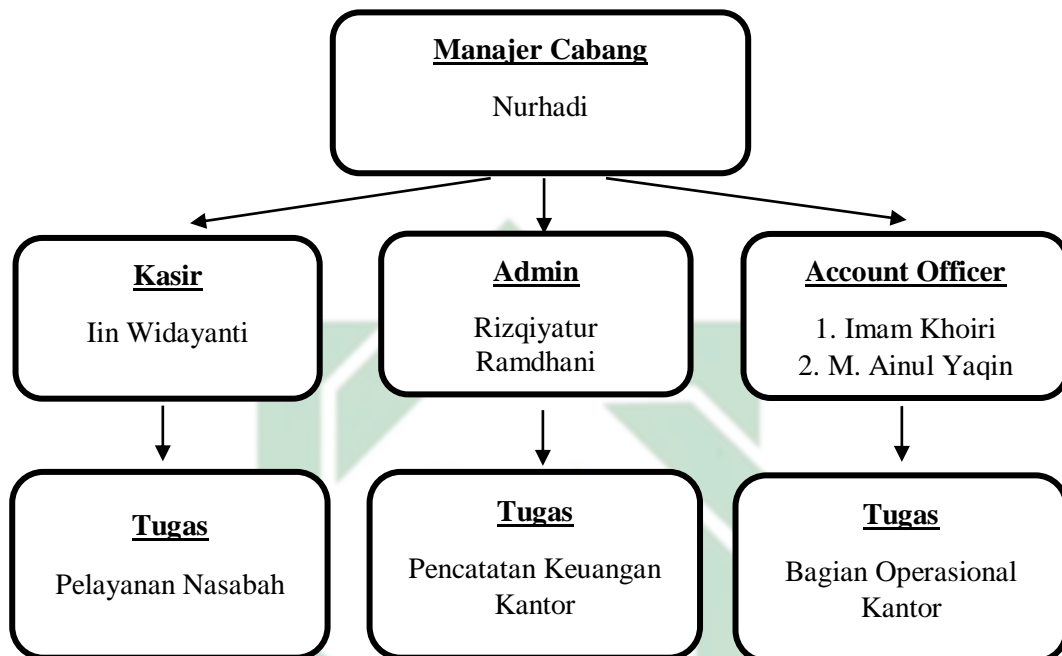 Manajer Cabang
Nurhadi
Kasir
Iin Widayanti
Admin
Rizqiyatur
Ramdhani
Account Officer
1. Imam Khoiri
2. M. Ainul Yaqin
Tugas
Pelayanan Nasabah
Tugas
Pencatatan Keuangan
Kantor
Tugas
Bagian Operasional
Kantor